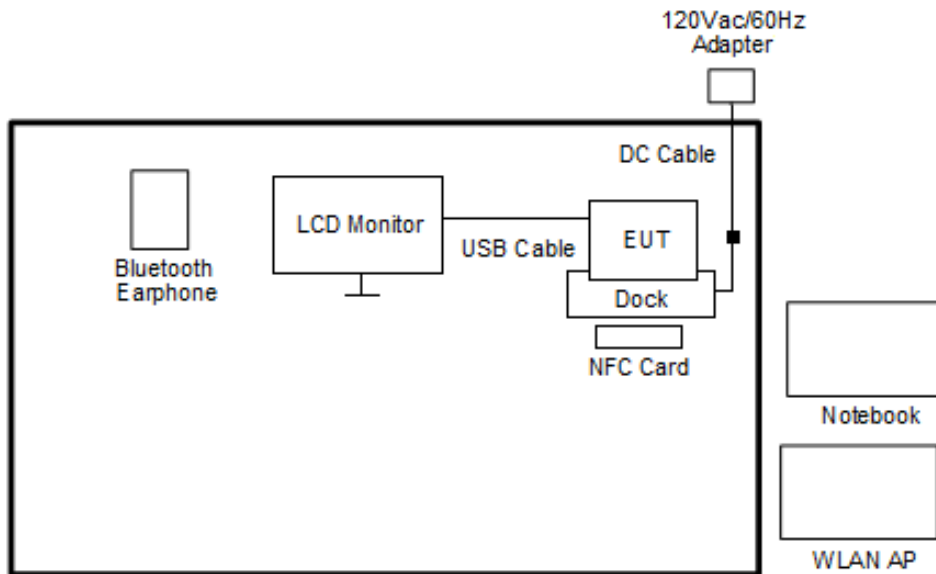 120Vac/60Hz
Adapter
DC Cable
LCD Monitor
EUT
USB Cable
Bluetooth
Earphone
Dock
NFC Card
Notebook
WLAN AP